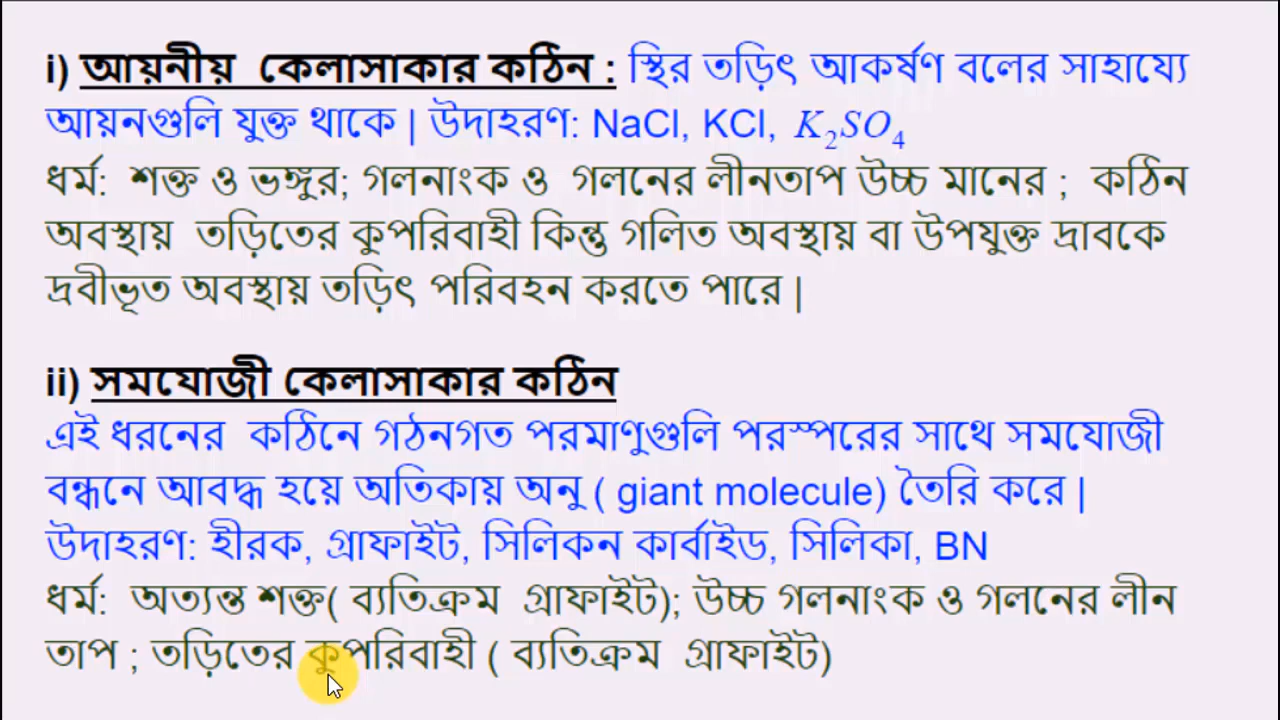 i) আয়নীয় কেলাসাকার কঠিন : স্থির তড়িৎ আকর্ষণ বলের সাহায্যে
আয়নগুলি যুক্ত থাকে | উদাহরণ: NaCl, KCl, K₂SO₄
ধর্ম: শক্ত ও ভঙ্গুর; গলনাংক ও গলনের লীনতাপ উচ্চ মানের ; কঠিন
অবস্থায় তড়িতের কুপরিবাহী কিন্তু গলিত অবস্থায় বা উপযুক্ত দ্রাবকে
দ্রবীভূত অবস্থায় তড়িৎ পরিবহন করতে পারে |
ii) সমযোজী কেলাসাকার কঠিন
এই ধরনের কঠিনে গঠনগত পরমাণুগুলি পরস্পরের সাথে সমযোজী
বন্ধনে আবদ্ধ হয়ে অতিকায় অনু ( giant molecule) তৈরি করে |
উদাহরণ: হীরক, গ্রাফাইট, সিলিকন কার্বাইড, সিলিকা, BN
ধর্ম: অত্যন্ত শক্ত( ব্যতিক্রম গ্রাফাইট); উচ্চ গলনাংক ও গলনের লীন
তাপ ; তড়িতের কুপরিবাহী ( ব্যতিক্রম গ্রাফাইট)